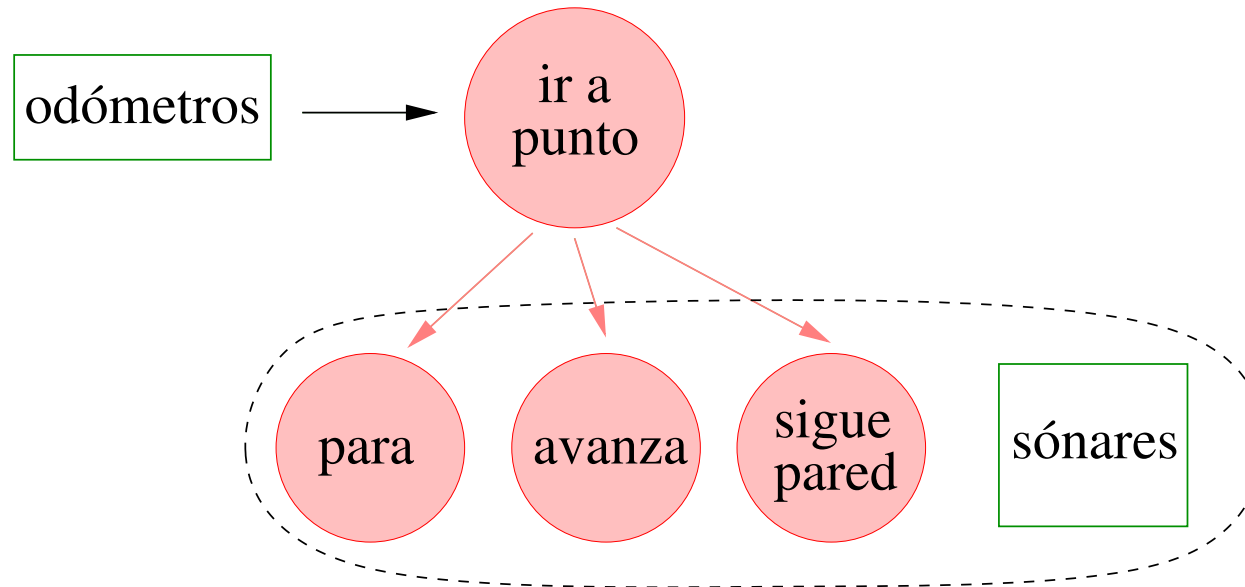 odómetros
ir a
punto
para
avanza
sigue
pared
sónares